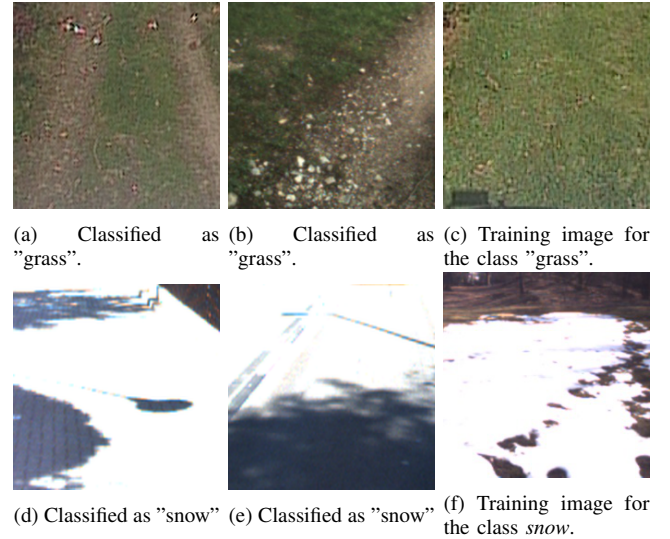 (a) Classified as
”grass”.
(b) Classified as
”grass”.
(c) Training image for
the class ”grass”.
(d) Classified as ”snow”
(e) Classified as ”snow”
(f) Training image for
the class snow.